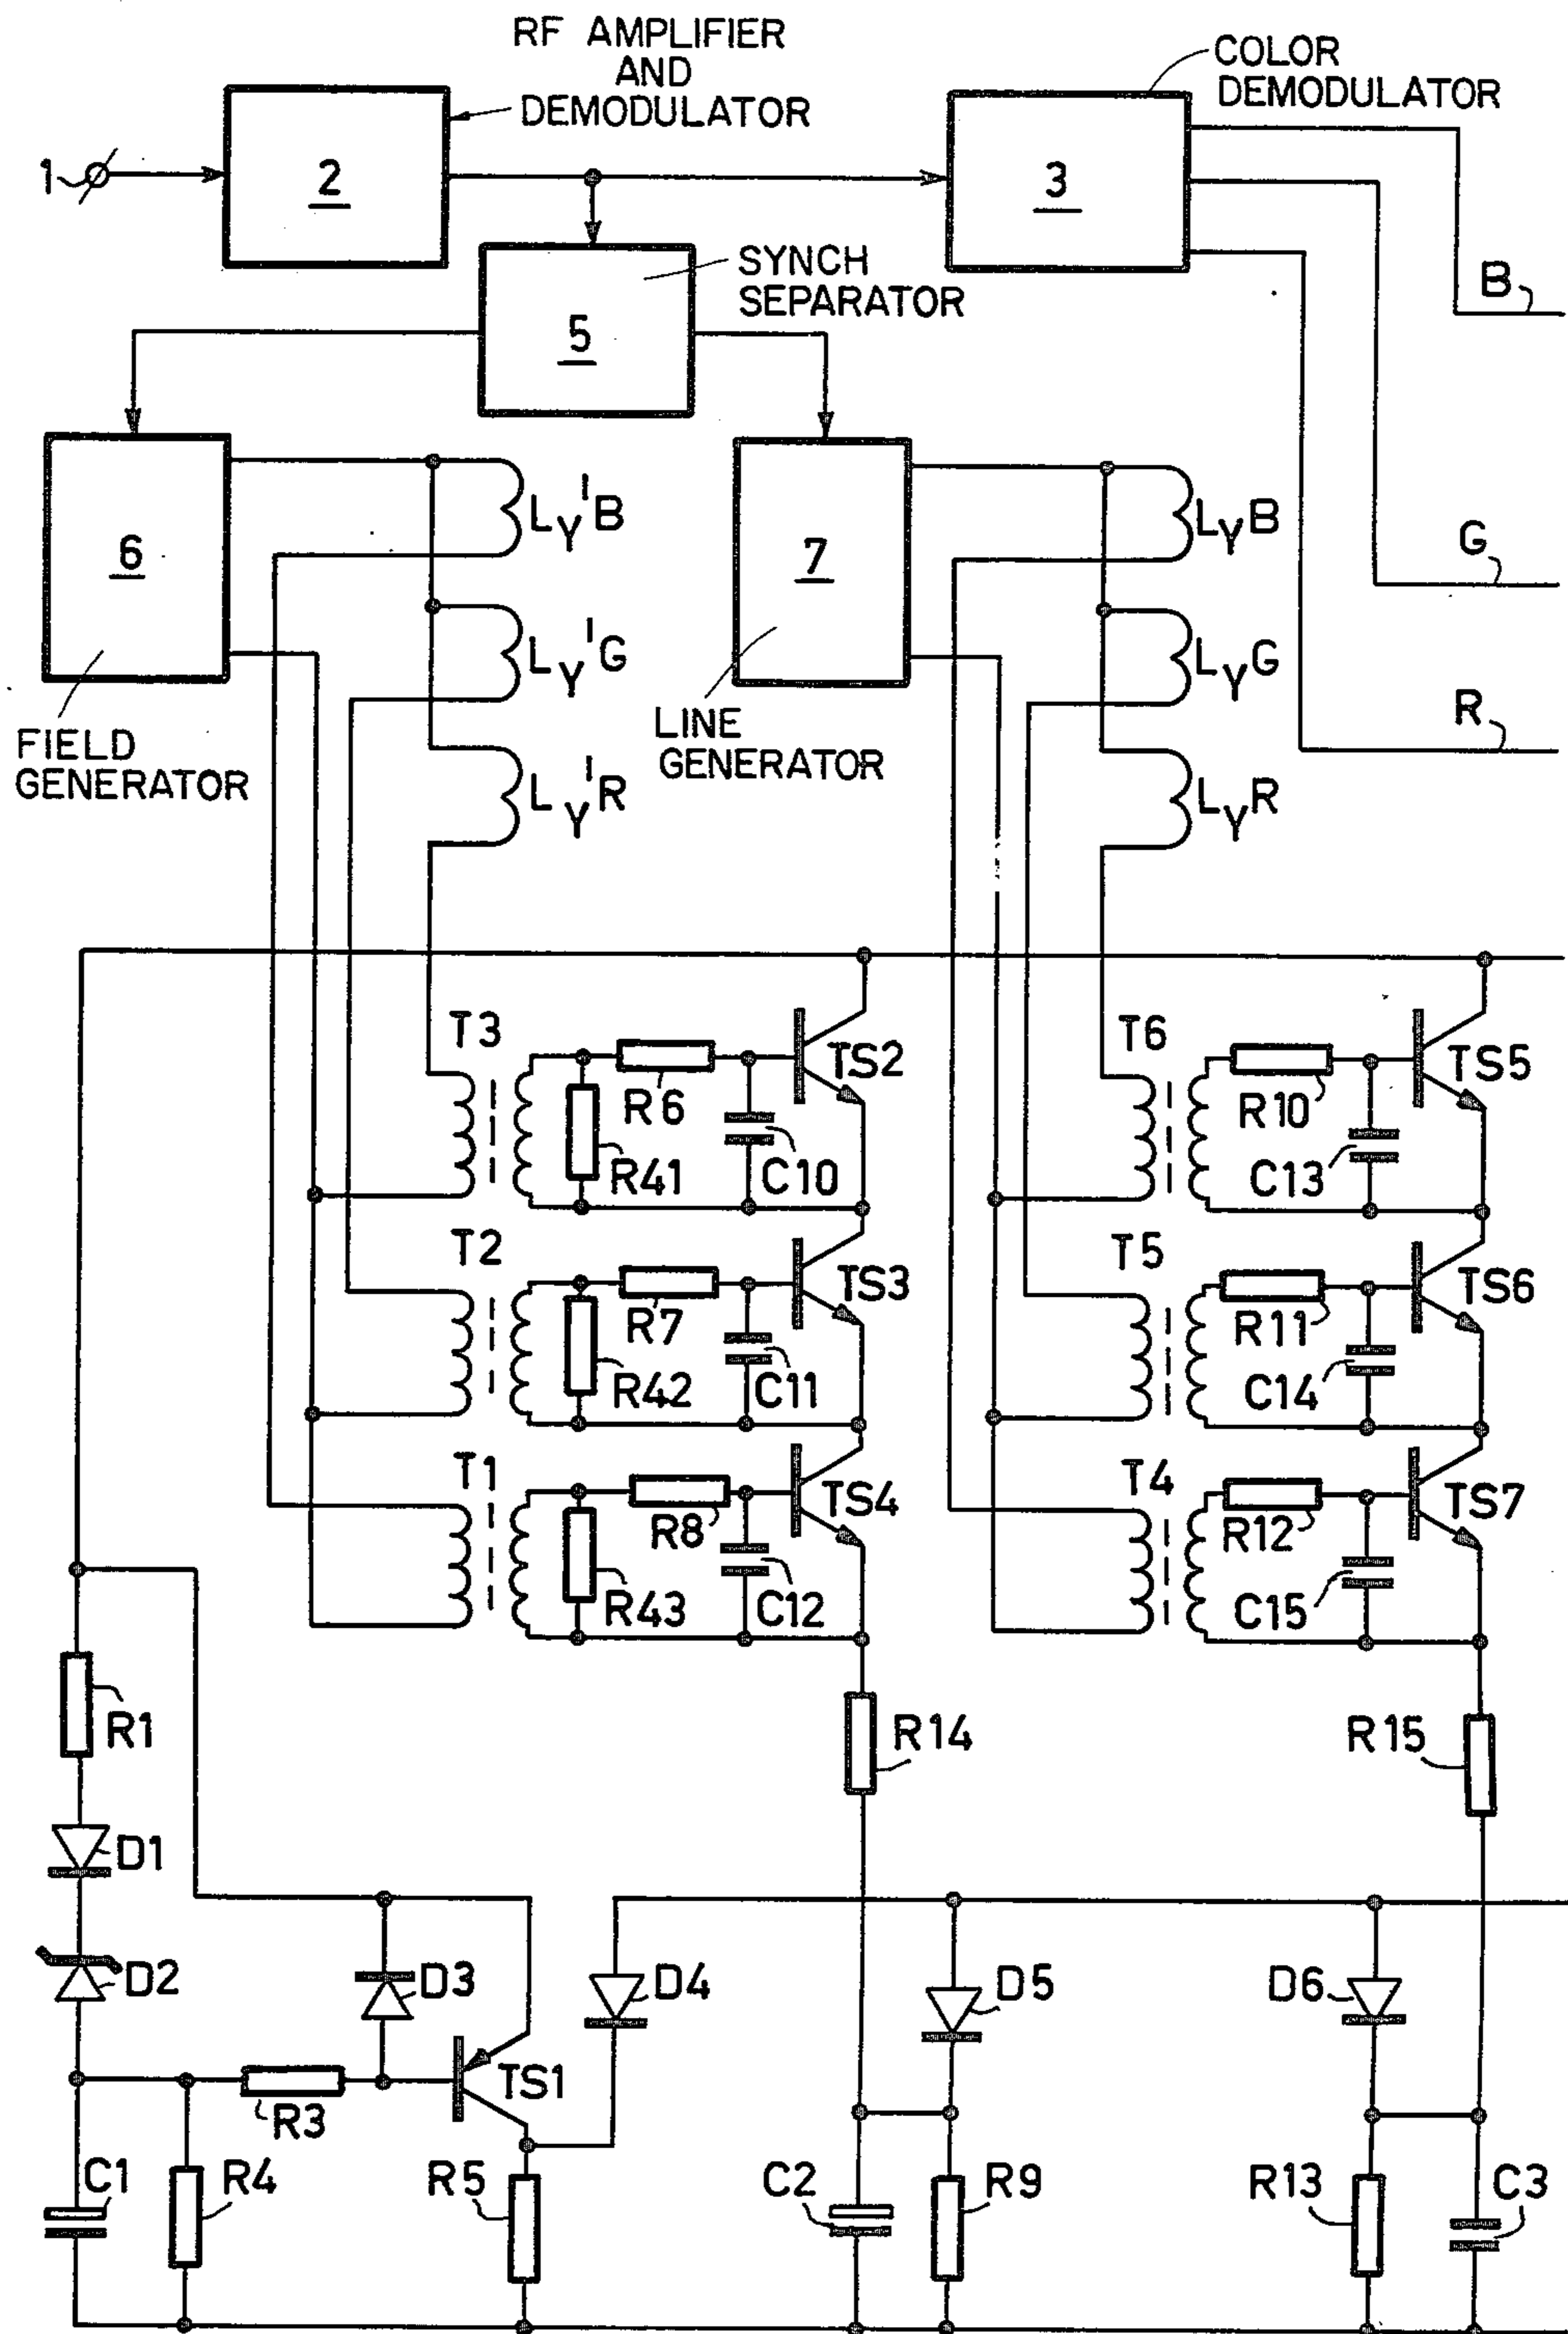 RF AMPLIFIER
AND
DEMODULATOR
COLOR
DEMODULATOR
1
2
3
SYNCH
SEPARATOR
5
B
6
LY'B
7
LYB
G
LY'G
LYG
FIELD
GENERATOR
LINE
GENERATOR
R
LY'R
LYR
T3
R6
TS2
T6
R10
TS5
R41
C10
C13
T2
R7
TS3
T5
R11
TS6
R42
C11
C14
T1
R8
TS4
T4
R12
TS7
R43
C12
C15
R1
R14
R15
D1
D2
D3
D4
D5
D6
TS1
R3
C1
R4
R5
C2
R9
R13
C3